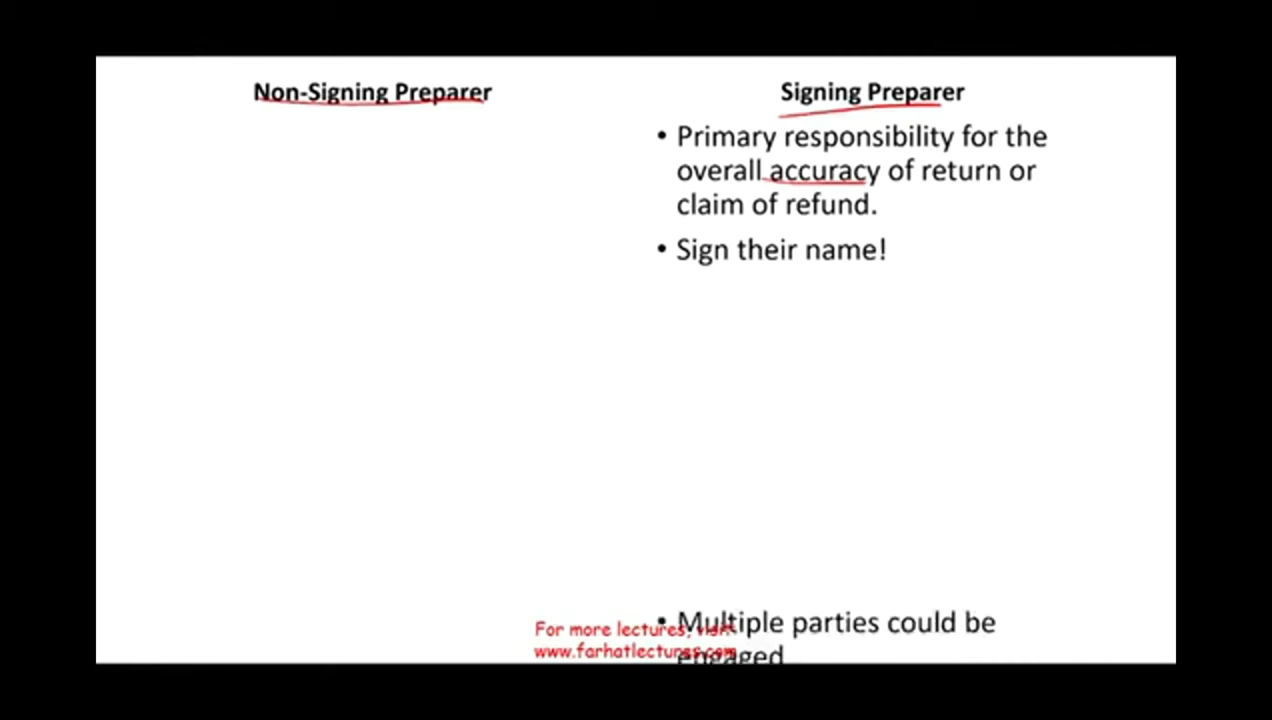 Non-Signing Preparer
Signing Preparer
• Primary responsibility for the
overall accuracy of return or
claim of refund.
• Sign their name!
• Multiple parties could be
engaged
For more lectures, visit:
www.farhatlectures.com